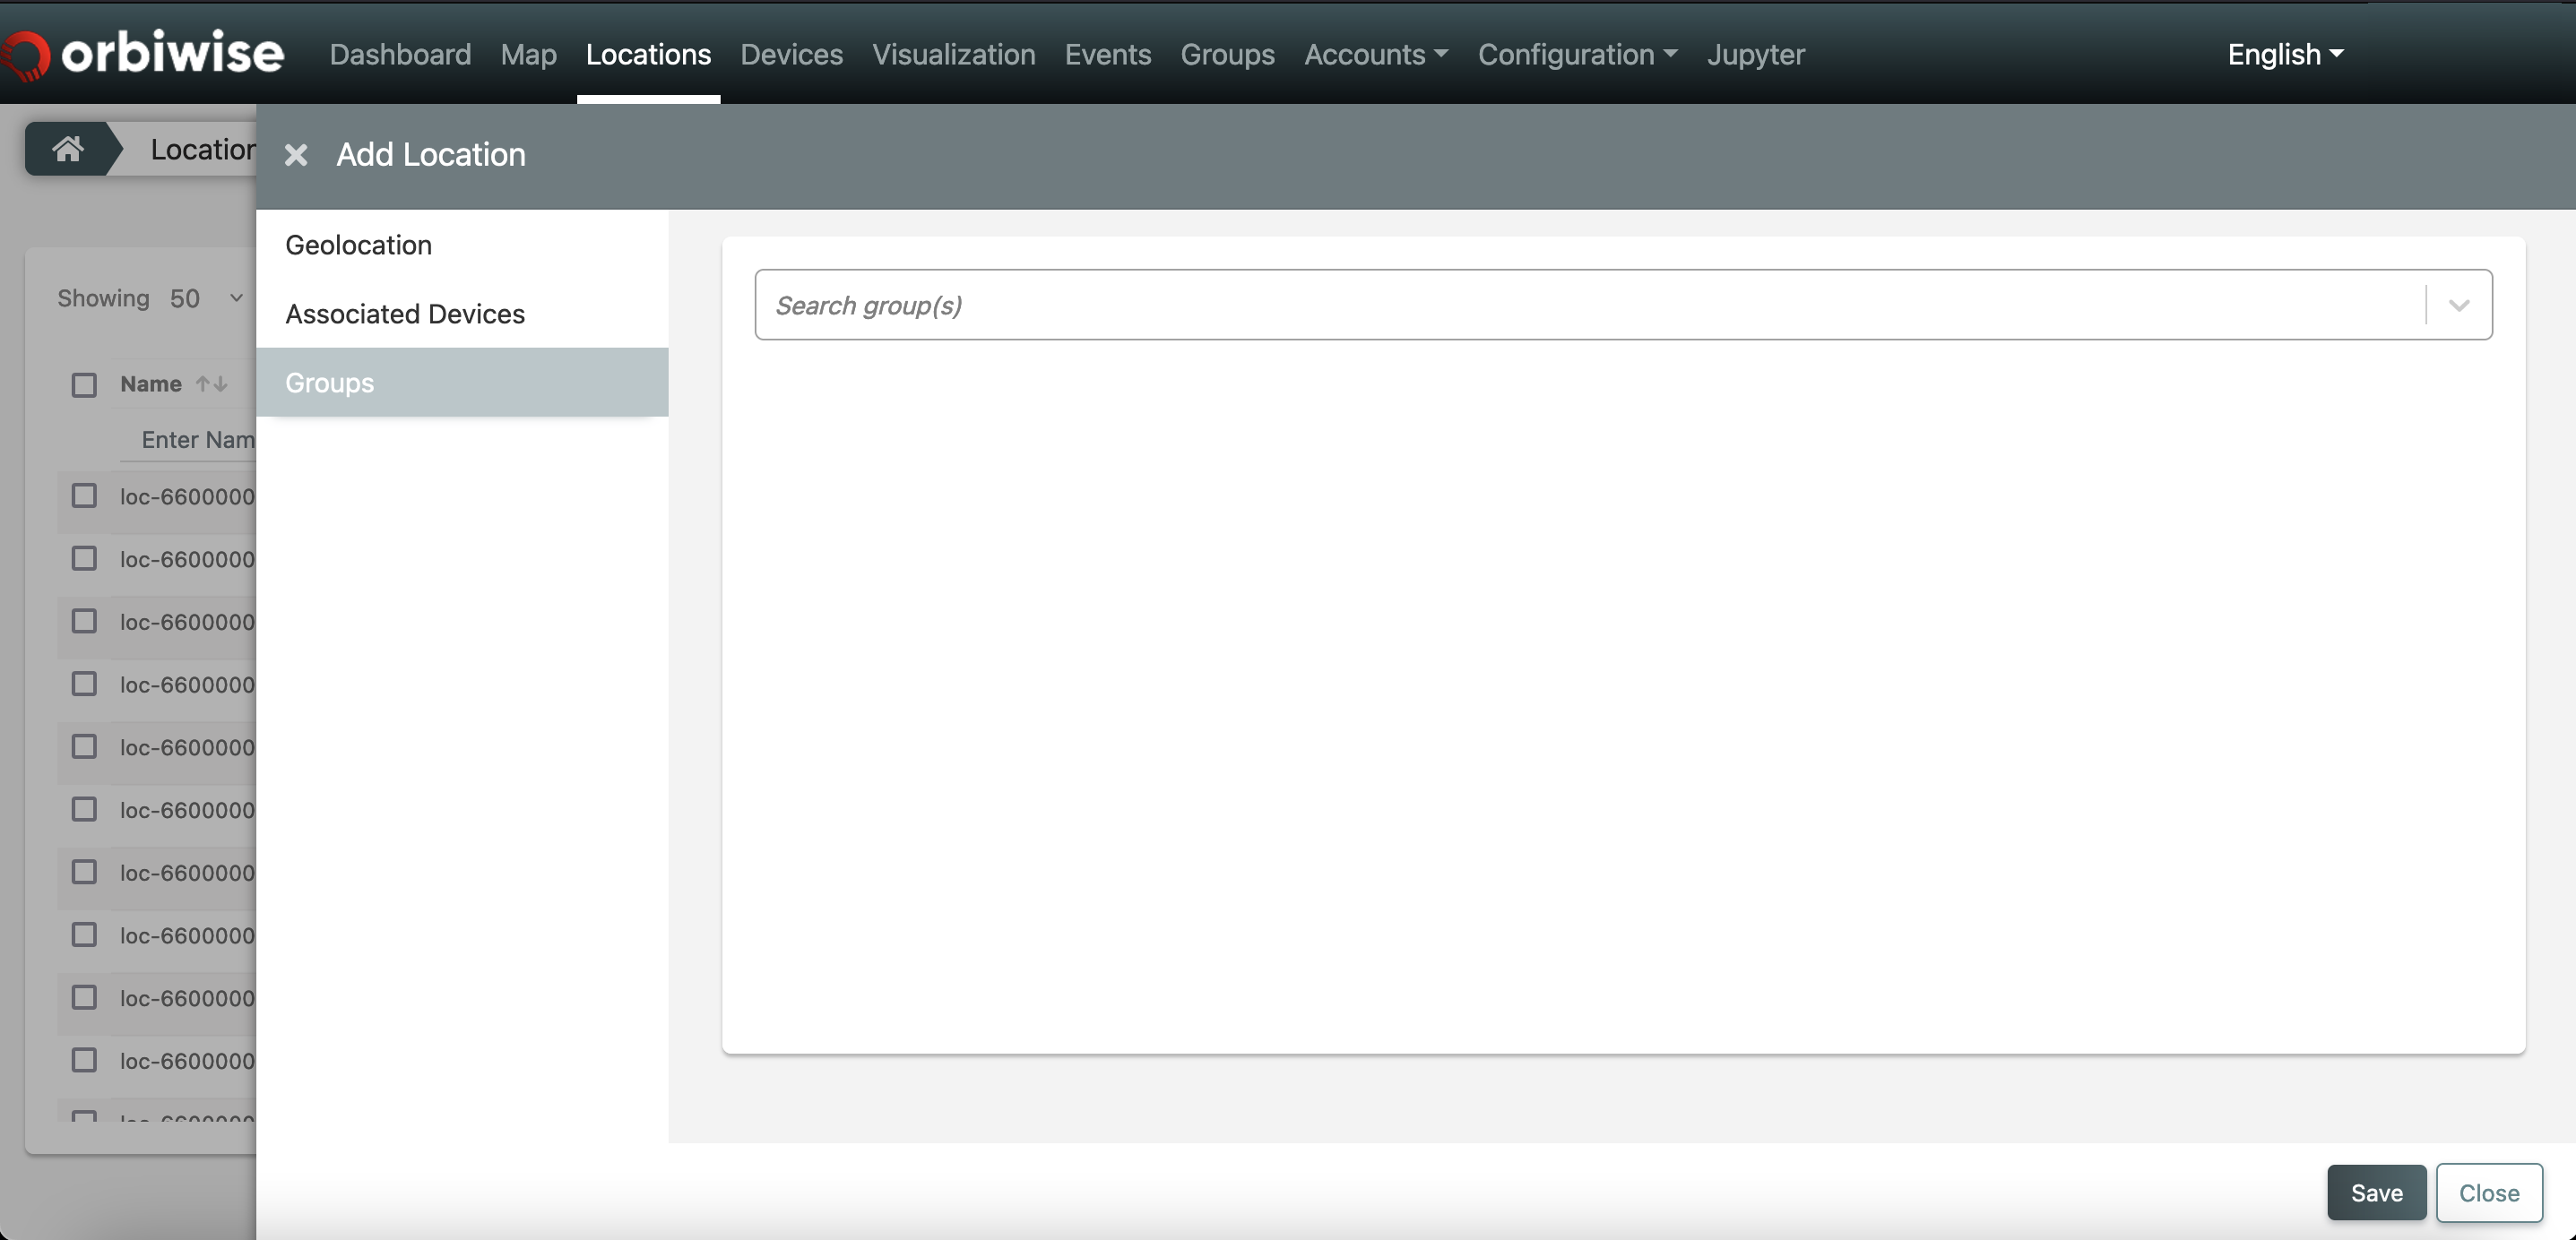 orbiwise Dashboard Map Locations Devices Visualization Events Groups Accounts Configuration Jupyter English
Location
Add Location
Geolocation
Associated Devices
Groups
Search group(s)
Showing 50
Name
Enter Nam
loc-6600000
loc-6600000
loc-6600000
loc-6600000
loc-6600000
loc-6600000
loc-6600000
loc-6600000
loc-6600000
loc-6600000
Save Close